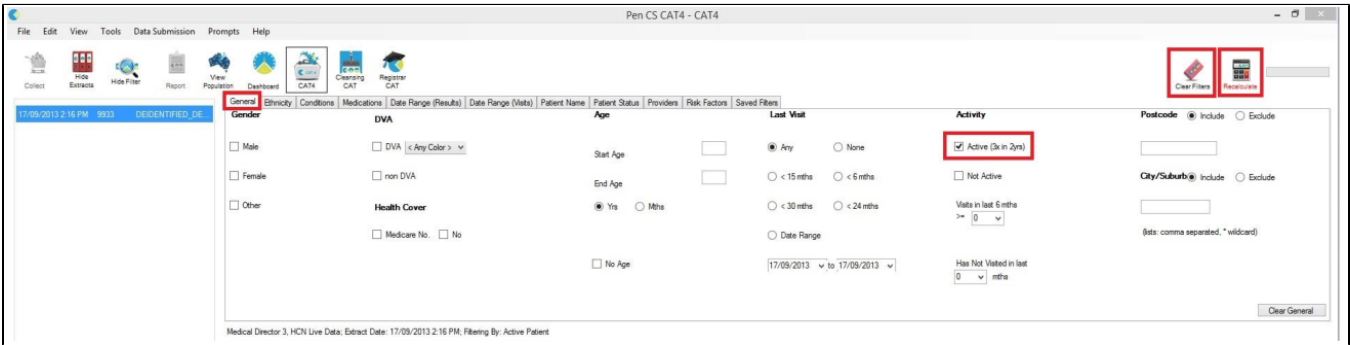 Pen CS CAT4 - CAT4
File Edit View Tools Data Submission Prompts Help
Collect
Hide Extracts
Hide Filter
Report
View Population
Dashboard
CAT4
Cleansing CAT
Registrar CAT
Clear Filters
Recalculate
17/09/2013 2:16 PM 9933 DEIDENTIFIED_DE...
General Ethnicity Conditions Medications Date Range (Results) Date Range (Visits) Patient Name Patient Status Providers Risk Factors Saved Filters
Gender
Male
Female
Other
DVA
DVA < Any Color >
non DVA
Health Cover
Medicare No. No
Age
Start Age
End Age
Yrs Mths
No Age
Last Visit
Any None
< 15 mths < 6 mths
< 30 mths < 24 mths
Date Range
17/09/2013 to 17/09/2013
Activity
Active (3x in 2yrs)
Not Active
Visits in last 6 mths
>= 0
Has Not Visited in last
0 mths
Postcode Include Exclude
City/Suburb Include Exclude
(lists: comma separated, * wildcard)
Clear General
Medical Director 3, HCN Live Data; Extract Date: 17/09/2013 2:16 PM; Filtering By: Active Patient